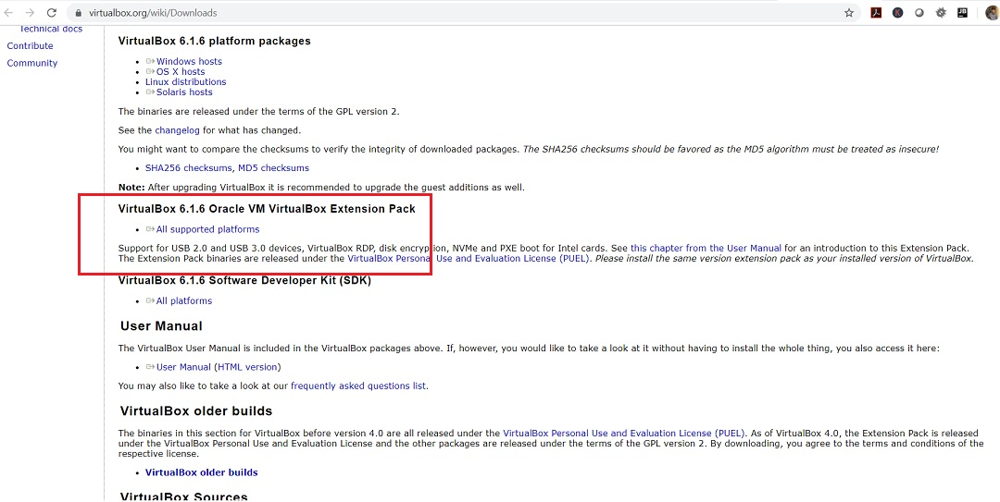 virtualbox.org/wiki/Downloads
Technical docs
Contribute
Community
VirtualBox 6.1.6 platform packages
• Windows hosts
• OS X hosts
• Linux distributions
• Solaris hosts
The binaries are released under the terms of the GPL version 2.
See the changelog for what has changed.
You might want to compare the checksums to verify the integrity of downloaded packages. The SHA256 checksums should be favored as the MD5 algorithm must be treated as insecure!
• SHA256 checksums, MD5 checksums
Note: After upgrading VirtualBox it is recommended to upgrade the guest additions as well.
VirtualBox 6.1.6 Oracle VM VirtualBox Extension Pack
• All supported platforms
Support for USB 2.0 and USB 3.0 devices, VirtualBox RDP, disk encryption, NVMe and PXE boot for Intel cards. See this chapter from the User Manual for an introduction to this Extension Pack.
The Extension Pack binaries are released under the VirtualBox Personal Use and Evaluation License (PUEL). Please install the same version extension pack as your installed version of VirtualBox.
VirtualBox 6.1.6 Software Developer Kit (SDK)
• All platforms
User Manual
The VirtualBox User Manual is included in the VirtualBox packages above. If, however, you would like to take a look at it without having to install the whole thing, you also access it here:
• User Manual (HTML version)
You may also like to take a look at our frequently asked questions list.
VirtualBox older builds
The binaries in this section for VirtualBox before version 4.0 are all released under the VirtualBox Personal Use and Evaluation License (PUEL). As of VirtualBox 4.0, the Extension Pack is released
under the VirtualBox Personal Use and Evaluation License and the other packages are released under the terms of the GPL version 2. By downloading, you agree to the terms and conditions of the
respective license.
• VirtualBox older builds
VirtualBox Sources